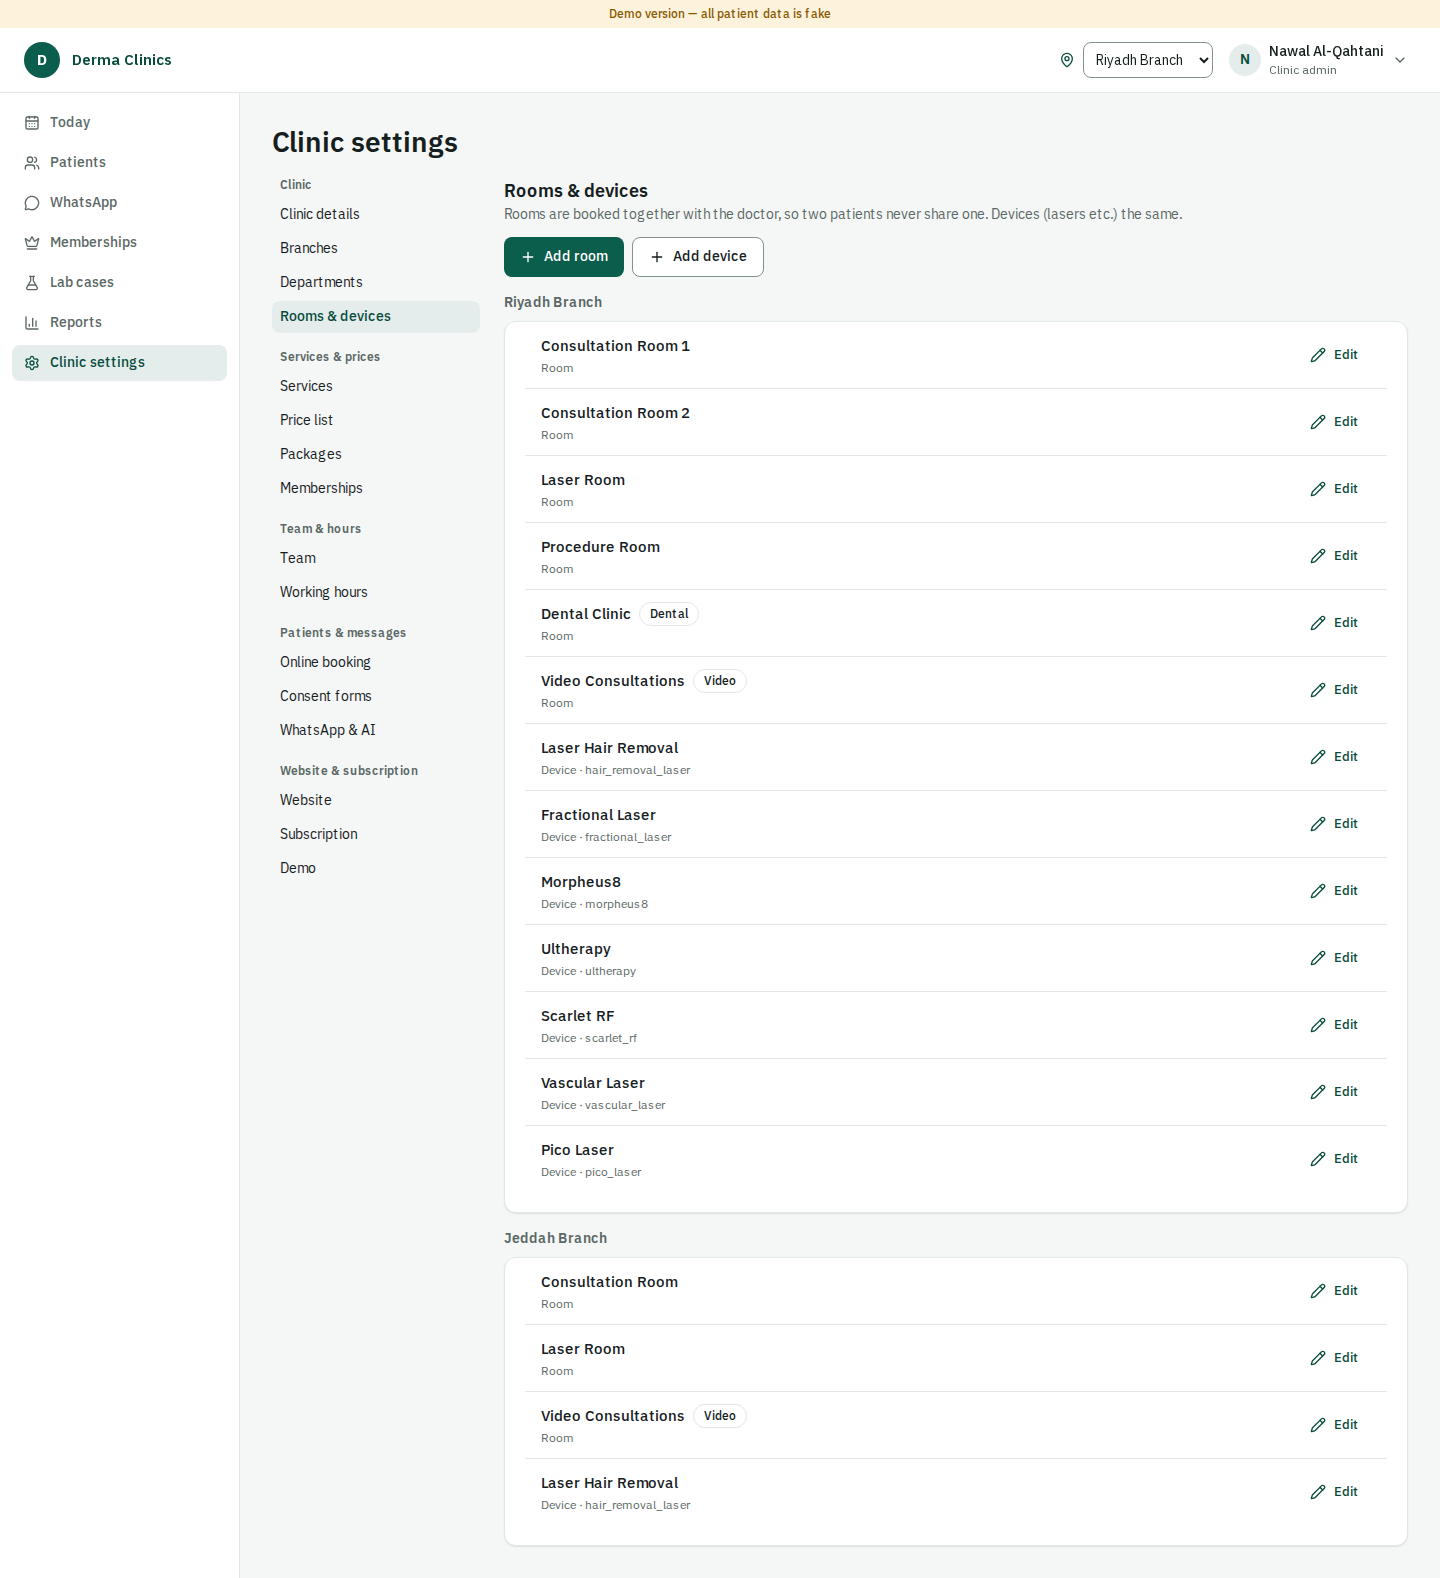 Demo version — all patient data is fake
D
Derma Clinics
Riyadh Branch
N
Nawal Al-Qahtani
Clinic admin
Today
Patients
WhatsApp
Memberships
Lab cases
Reports
Clinic settings
Clinic settings
Clinic
Clinic details
Branches
Departments
Rooms & devices
Services & prices
Services
Price list
Packages
Memberships
Team & hours
Team
Working hours
Patients & messages
Online booking
Consent forms
WhatsApp & AI
Website & subscription
Website
Subscription
Demo
Rooms & devices
Rooms are booked together with the doctor, so two patients never share one. Devices (lasers etc.) the same.
Add room
Add device
Riyadh Branch
Consultation Room 1
Room
Edit
Consultation Room 2
Room
Edit
Laser Room
Room
Edit
Procedure Room
Room
Edit
Dental Clinic Dental
Room
Edit
Video Consultations Video
Room
Edit
Laser Hair Removal
Device · hair_removal_laser
Edit
Fractional Laser
Device · fractional_laser
Edit
Morpheus8
Device · morpheus8
Edit
Ultherapy
Device · ultherapy
Edit
Scarlet RF
Device · scarlet_rf
Edit
Vascular Laser
Device · vascular_laser
Edit
Pico Laser
Device · pico_laser
Edit
Jeddah Branch
Consultation Room
Room
Edit
Laser Room
Room
Edit
Video Consultations Video
Room
Edit
Laser Hair Removal
Device · hair_removal_laser
Edit